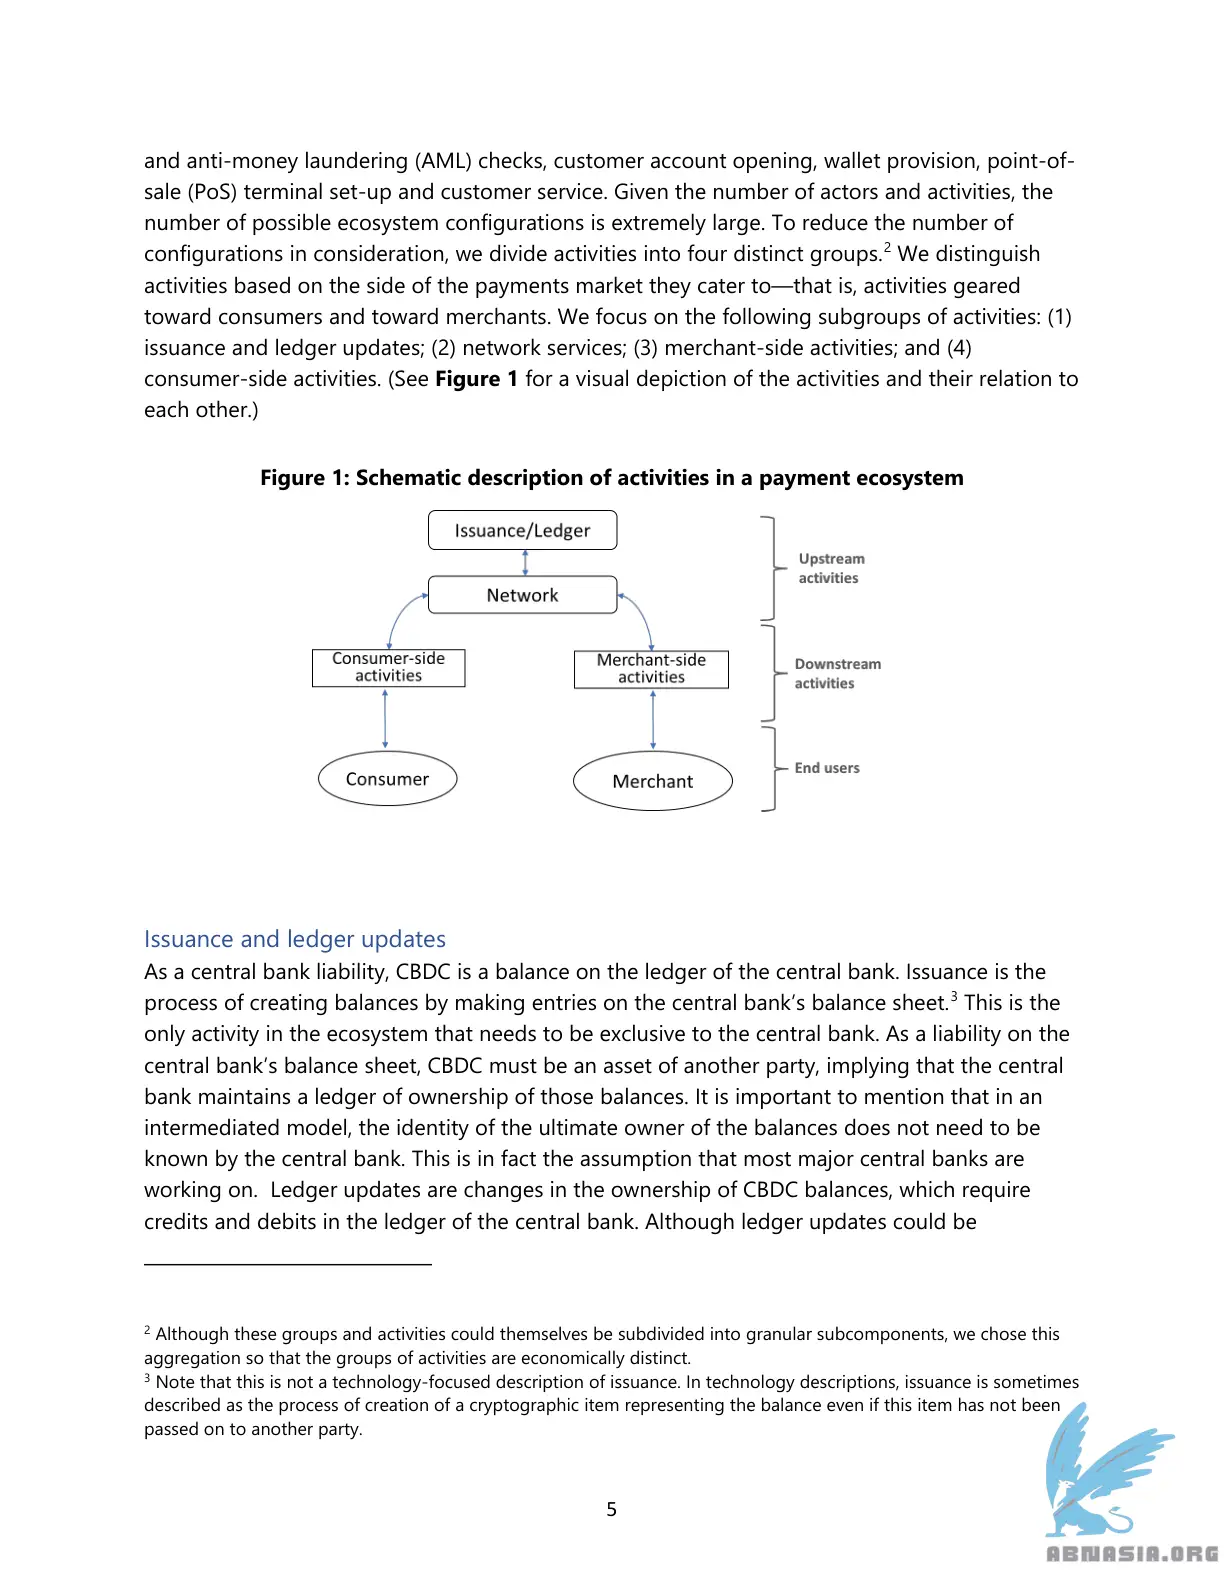 and anti-money laundering (AML) checks, customer account opening, wallet provision, point-of-
sale (PoS) terminal set-up and customer service. Given the number of actors and activities, the
number of possible ecosystem configurations is extremely large. To reduce the number of
configurations in consideration, we divide activities into four distinct groups.² We distinguish
activities based on the side of the payments market they cater to—that is, activities geared
toward consumers and toward merchants. We focus on the following subgroups of activities: (1)
issuance and ledger updates; (2) network services; (3) merchant-side activities; and (4)
consumer-side activities. (See Figure 1 for a visual depiction of the activities and their relation to
each other.)
Figure 1: Schematic description of activities in a payment ecosystem
Issuance/Ledger
Upstream
activities
Network
Consumer-side
activities
Merchant-side
activities
Downstream
activities
Consumer
Merchant
End users
Issuance and ledger updates
As a central bank liability, CBDC is a balance on the ledger of the central bank. Issuance is the
process of creating balances by making entries on the central bank’s balance sheet.³ This is the
only activity in the ecosystem that needs to be exclusive to the central bank. As a liability on the
central bank’s balance sheet, CBDC must be an asset of another party, implying that the central
bank maintains a ledger of ownership of those balances. It is important to mention that in an
intermediated model, the identity of the ultimate owner of the balances does not need to be
known by the central bank. This is in fact the assumption that most major central banks are
working on.  Ledger updates are changes in the ownership of CBDC balances, which require
credits and debits in the ledger of the central bank. Although ledger updates could be
² Although these groups and activities could themselves be subdivided into granular subcomponents, we chose this
aggregation so that the groups of activities are economically distinct.
³ Note that this is not a technology-focused description of issuance. In technology descriptions, issuance is sometimes
described as the process of creation of a cryptographic item representing the balance even if this item has not been
passed on to another party.
5
ABNASIA.ORG